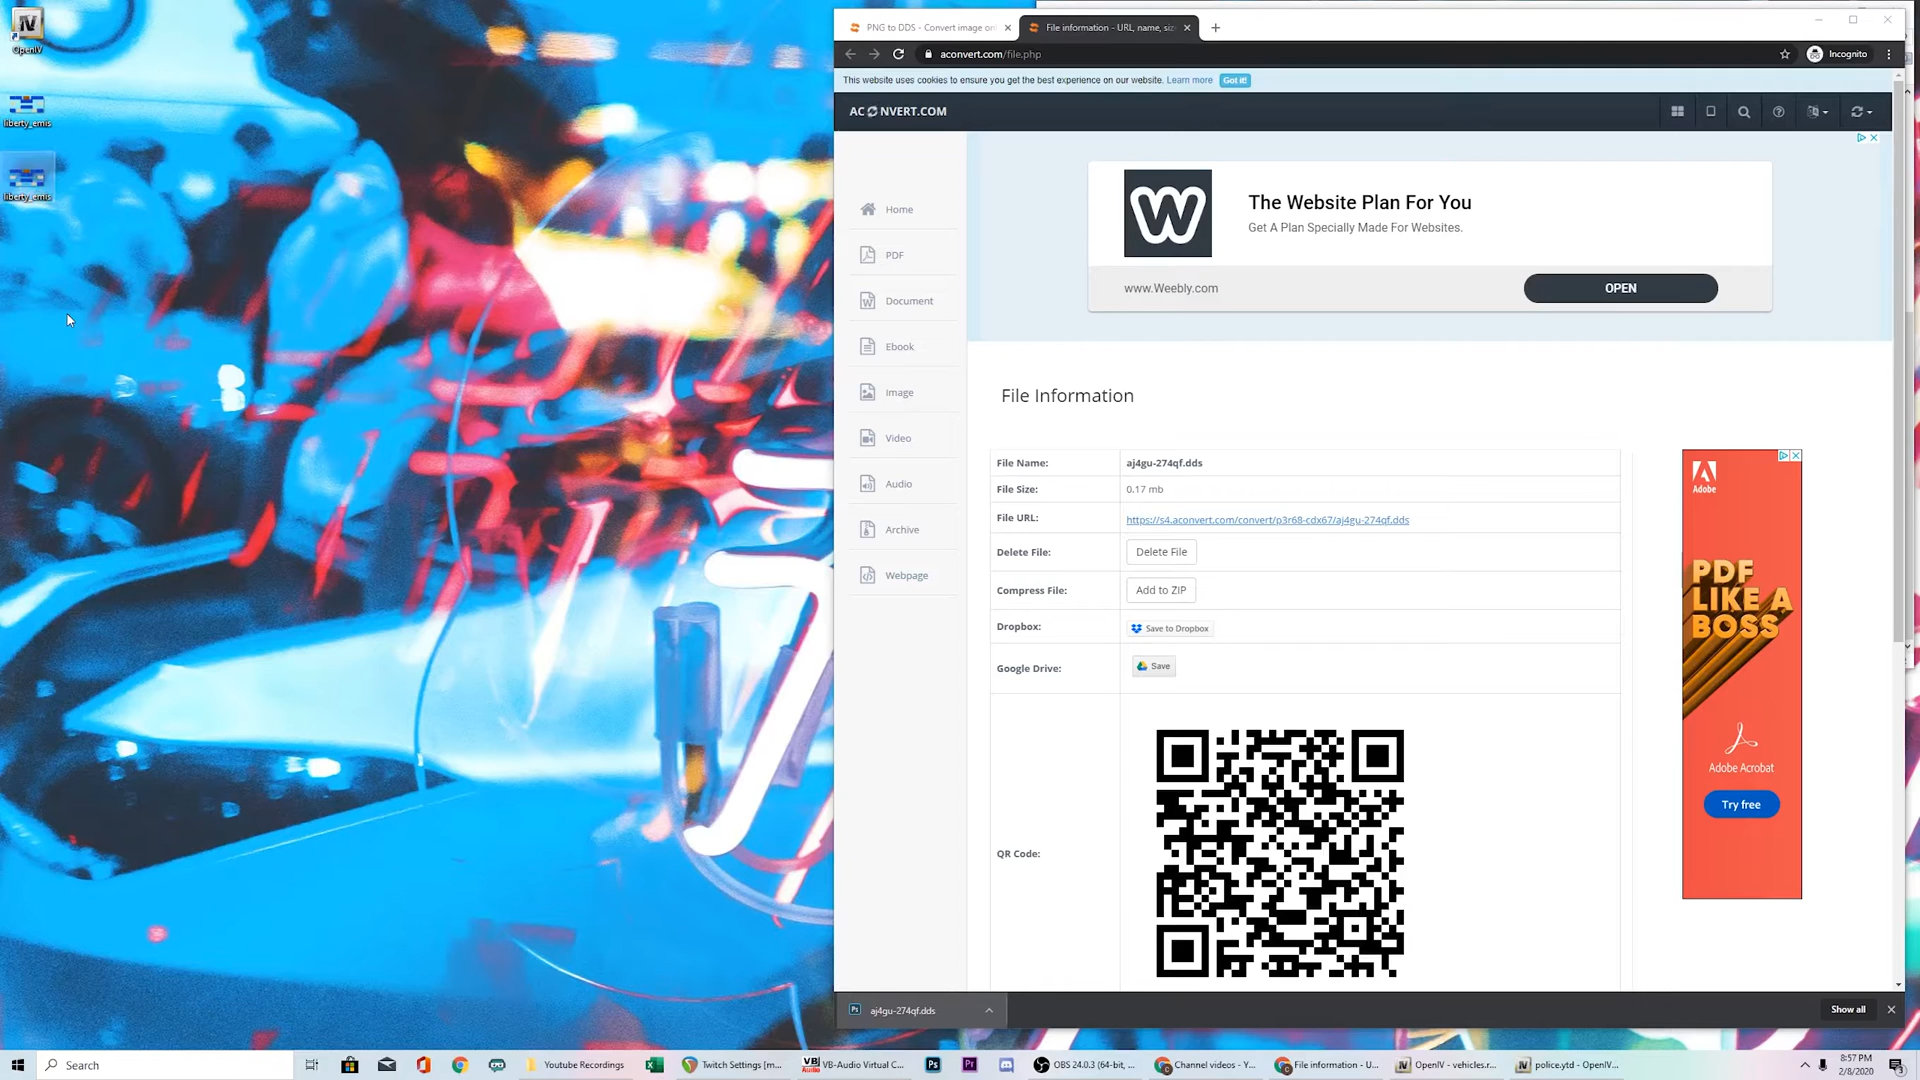 OpenIV
liberty_emis
liberty_emis
PNG to DDS - Convert image on
File information - URL, name, siz
aconvert.com/file.php
Incognito
This website uses cookies to ensure you get the best experience on our website. Learn more Got it!
AC NVERT.COM
Home
PDF
Document
Ebook
Image
Video
Audio
Archive
Webpage
W
The Website Plan For You
Get A Plan Specially Made For Websites.
www.Weebly.com
OPEN
File Information
File Name: aj4gu-274qf.dds
File Size: 0.17 mb
File URL: https://s4.aconvert.com/convert/p3r68-cdx67/aj4gu-274qf.dds
Delete File: Delete File
Compress File: Add to ZIP
Dropbox: Save to Dropbox
Google Drive: Save
QR Code:
Adobe
PDF
LIKE A
BOSS
Adobe Acrobat
Try free
Ps aj4gu-274qf.dds
Show all
Search
Youtube Recordings
Twitch Settings [m...
VB-Audio Virtual C...
Ps
Pr
OBS 24.0.3 (64-bit, ...
Channel videos - Y...
File information - U...
OpenIV - vehicles.r...
police.ytd - OpenIV...
8:57 PM
2/8/2020
3